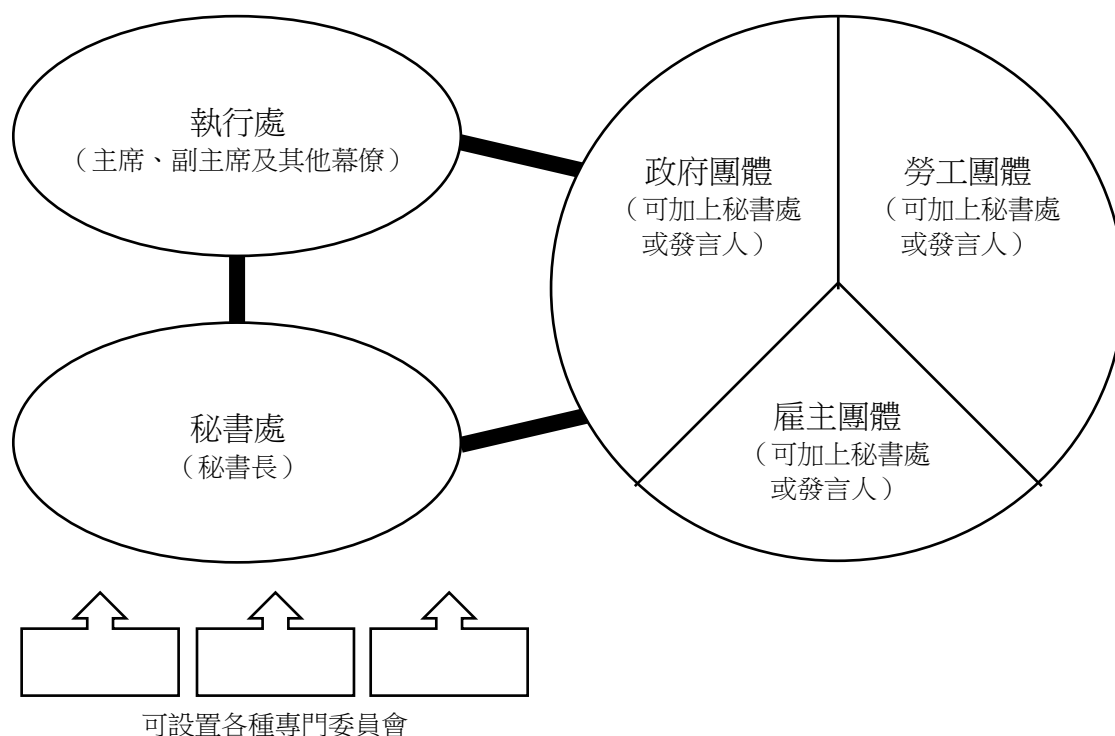 執行處
（主席、副主席及其他幕僚）
政府團體
（可加上秘書處
或發言人）
勞工團體
（可加上秘書處
或發言人）
秘書處
（秘書長）
雇主團體
（可加上秘書處
或發言人）
可設置各種專門委員會